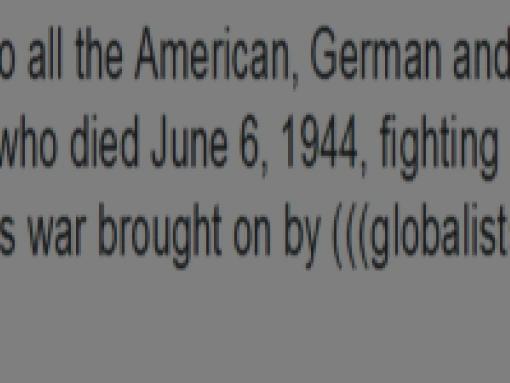 o all the American, German and
who died June 6, 1944, fighting
s war brought on by (((globalist